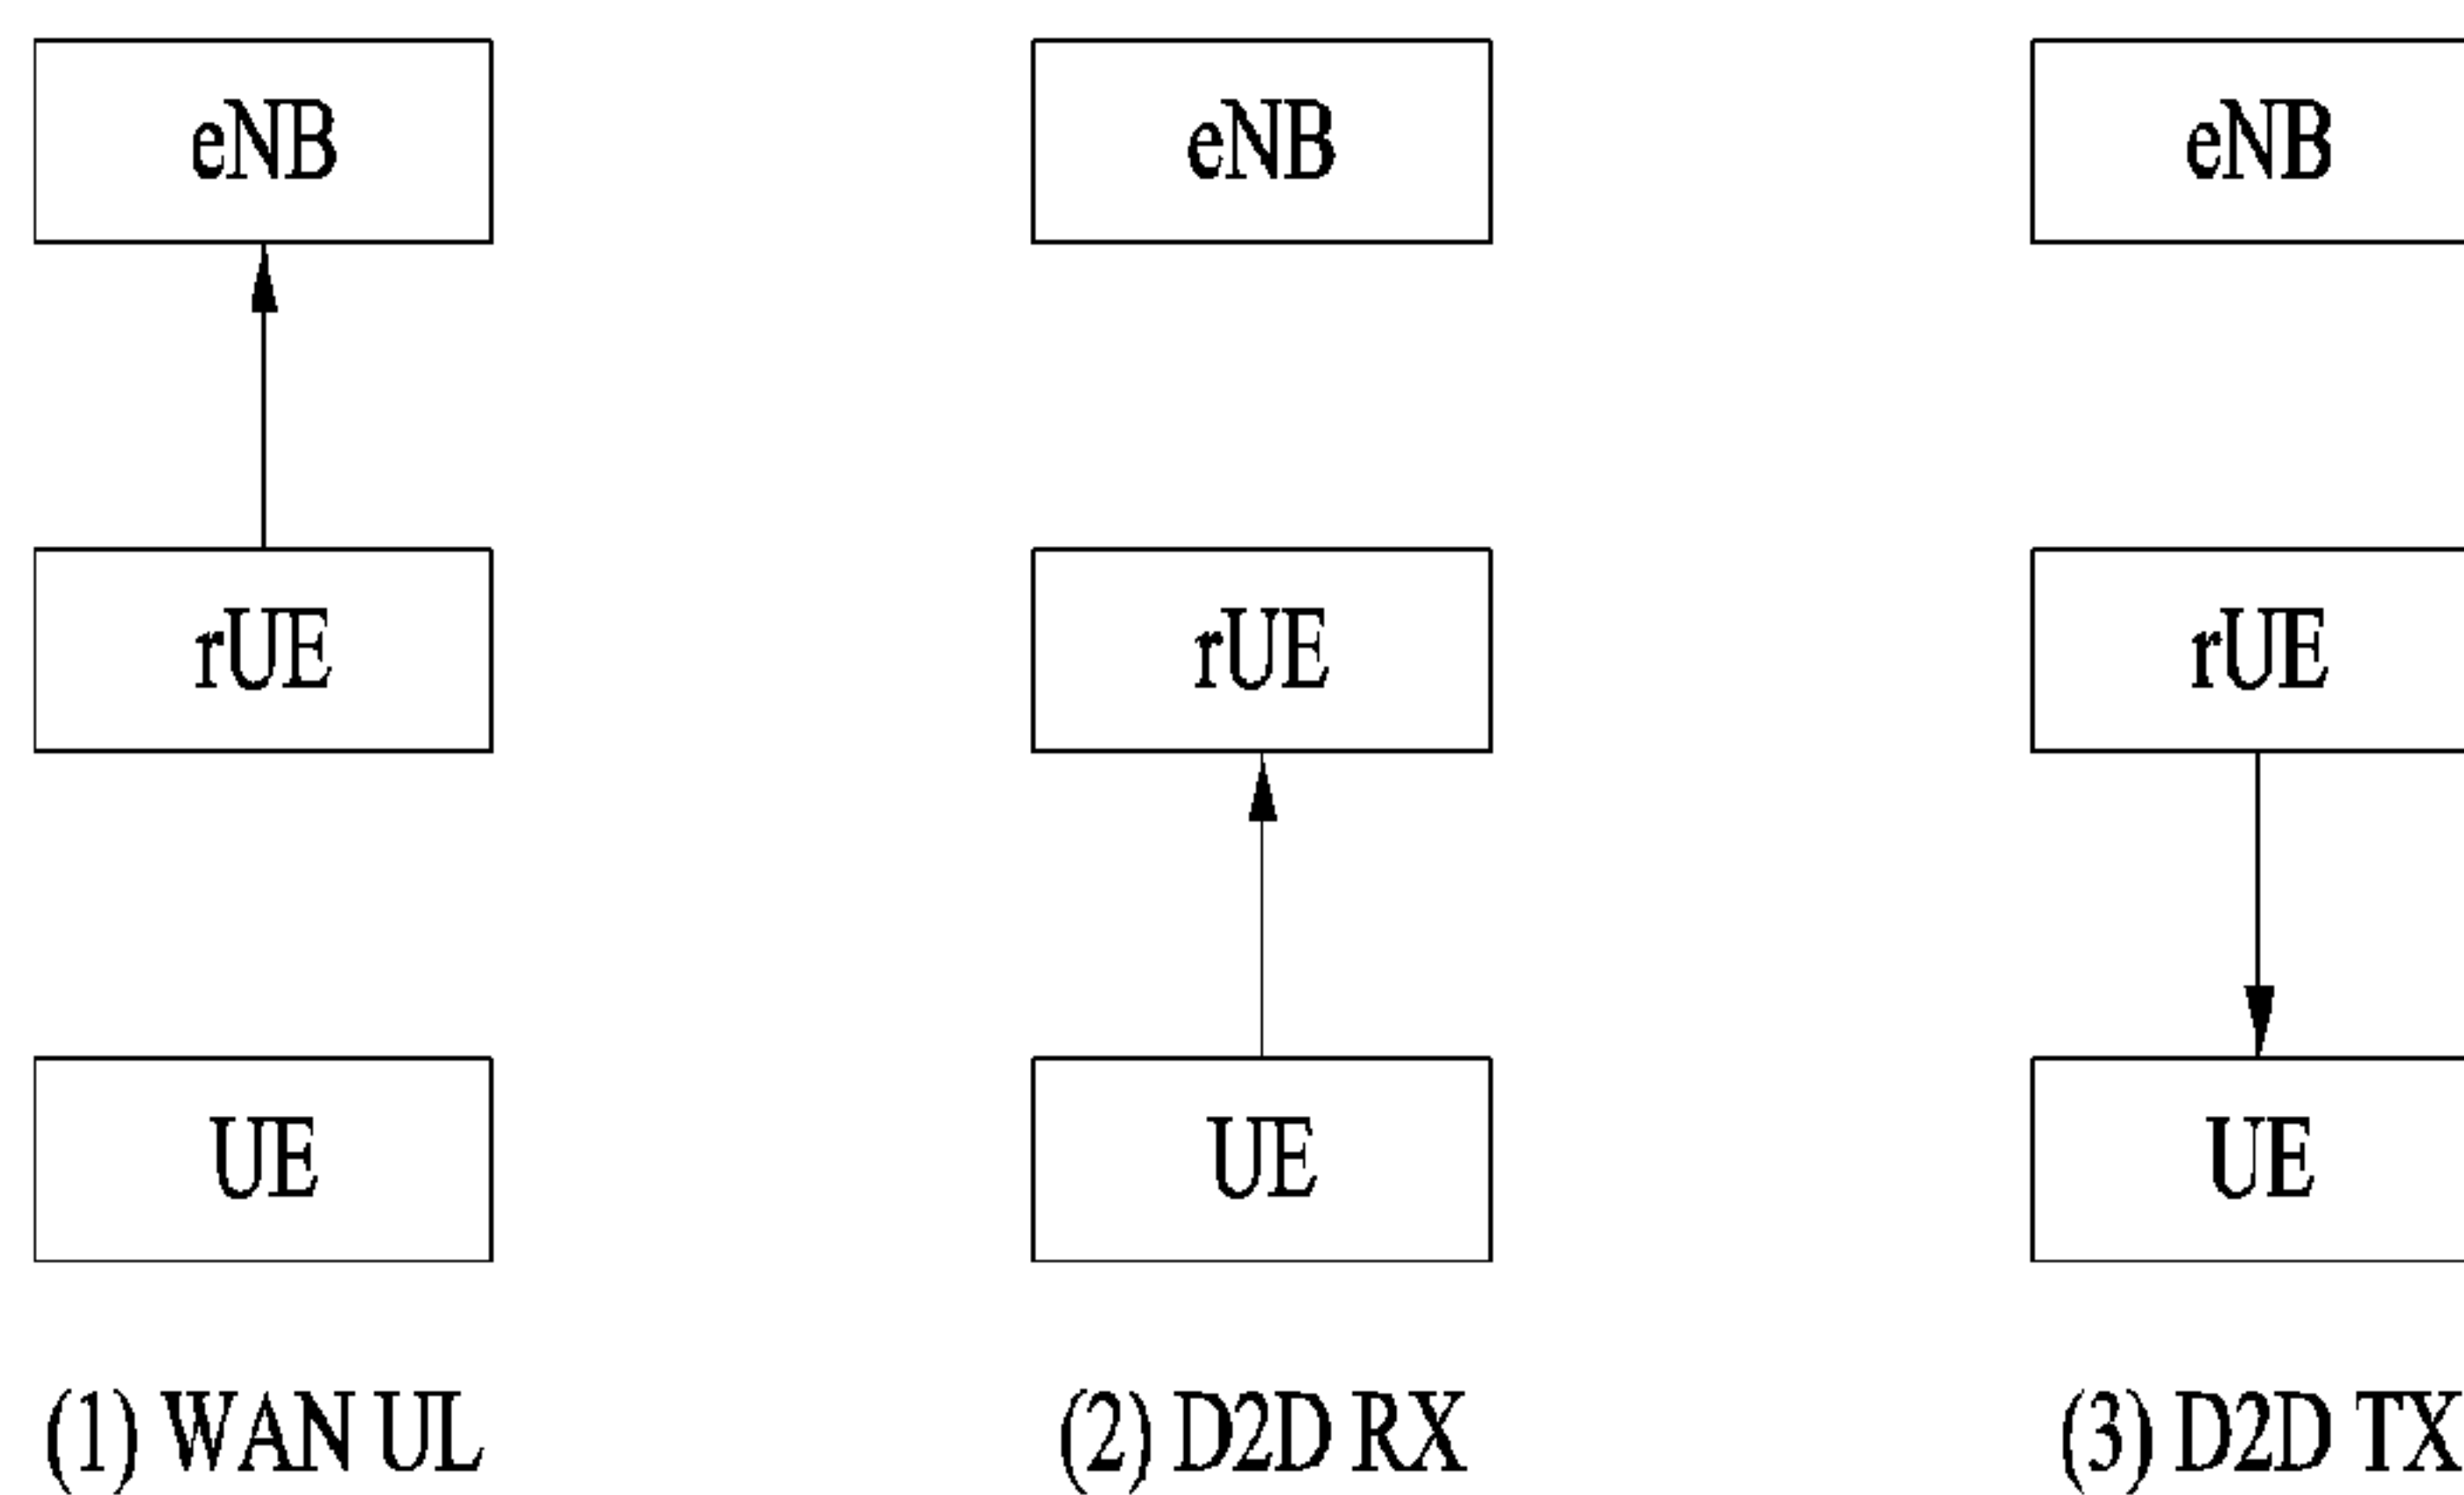 eNB eNB eNB
rUE rUE rUE
UE UE UE
(1) WAN UL (2) D2D RX (3) D2D TX